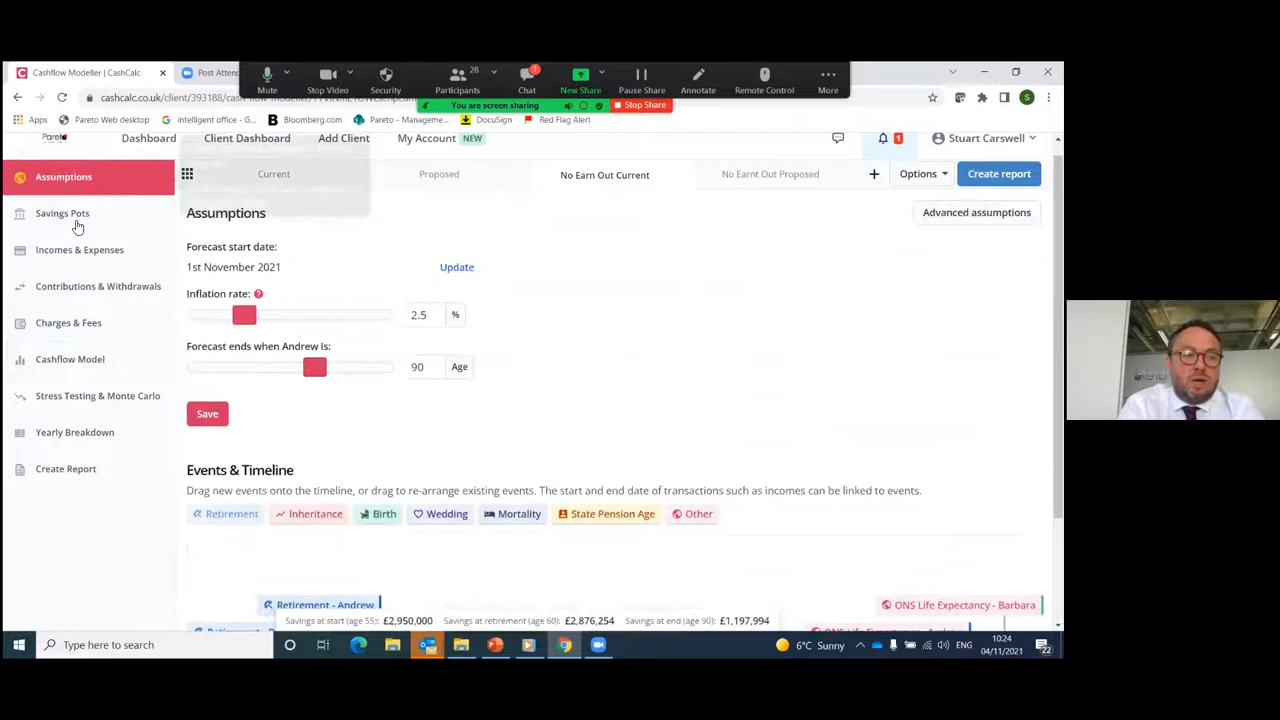 Cashflow Modeller | CashCalc
Post Attend
Mute
Stop Video
Security
28
Participants
1
Chat
New Share
Pause Share
Annotate
Remote Control
More
You are screen sharing
Stop Share
S
Apps
Pareto Web desktop
intelligent office - G...
Bloomberg.com
Pareto - Manageme...
DocuSign
Red Flag Alert
Pareto
Dashboard
Client Dashboard
Add Client
My Account NEW
1
Stuart Carswell
Assumptions
Savings Pots
Incomes & Expenses
Contributions & Withdrawals
Charges & Fees
Cashflow Model
Stress Testing & Monte Carlo
Yearly Breakdown
Create Report
Current
Proposed
No Earn Out Current
No Earnt Out Proposed
+
Options
Create report
Assumptions
Advanced assumptions
Forecast start date:
1st November 2021
Update
Inflation rate: ?
2.5 %
Forecast ends when Andrew is:
90 Age
Save
Events & Timeline
Drag new events onto the timeline, or drag to re-arrange existing events. The start and end date of transactions such as incomes can be linked to events.
Retirement
Inheritance
Birth
Wedding
Mortality
State Pension Age
Other
Retirement - Andrew
ONS Life Expectancy - Barbara
Savings at start (age 55): £2,950,000
Savings at retirement (age 60): £2,876,254
Savings at end (age 90): £1,197,994
Type here to search
6°C Sunny
ENG
10:24
04/11/2021
22